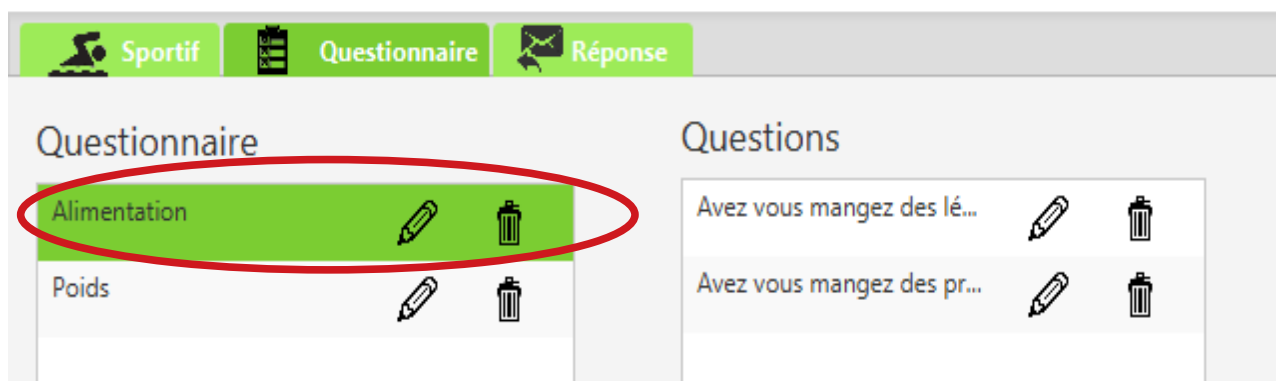 Sportif
Questionnaire
Réponse
Questionnaire
Alimentation
Poids
Questions
Avez vous mangez des lé...
Avez vous mangez des pr...